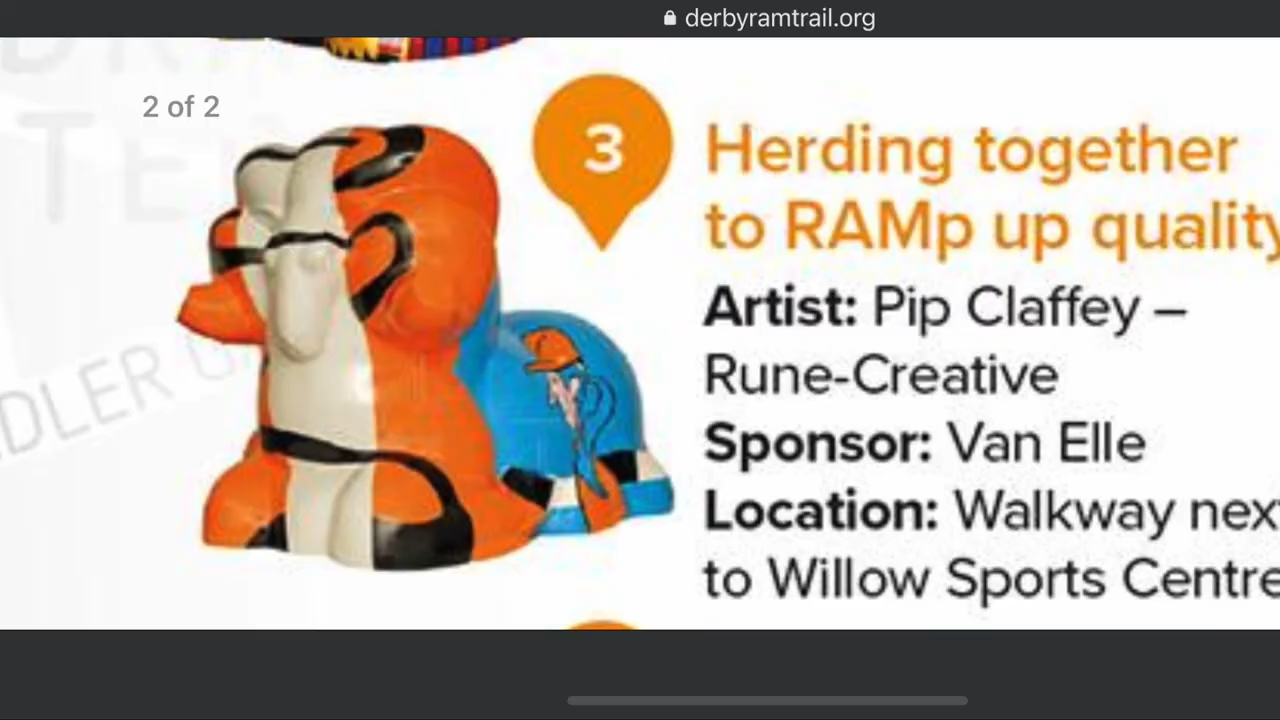 derbyramtrail.org
2 of 2
3
Herding together
to RAMp up quality
Artist: Pip Claffey –
Rune-Creative
Sponsor: Van Elle
Location: Walkway nex
to Willow Sports Centre